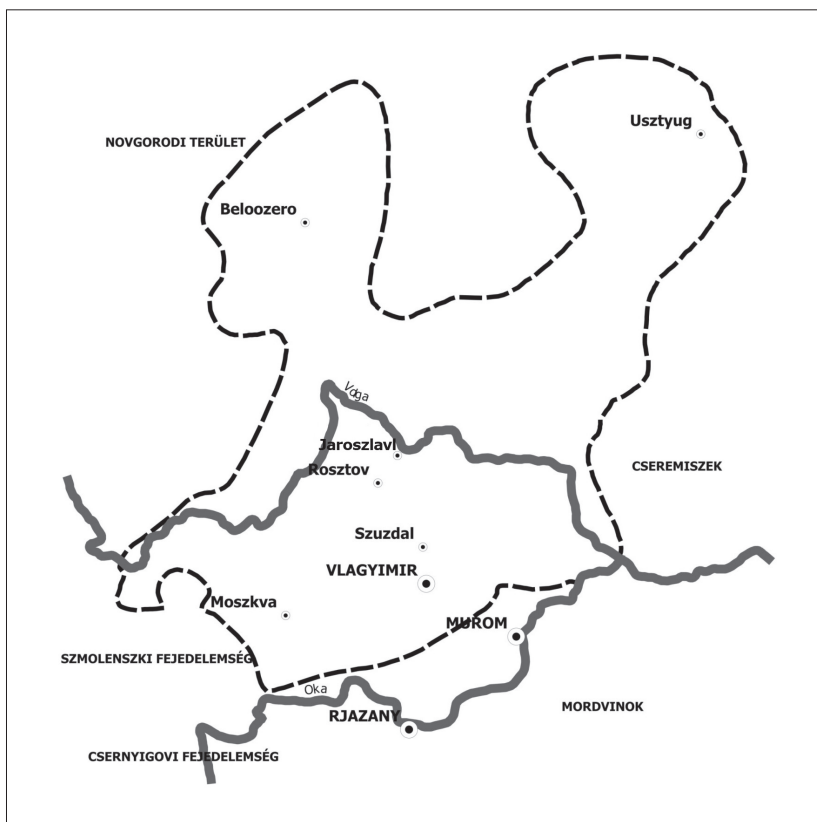 Usztyug
NOVGORODI TERÜLET
Beloozero
Volga
Jaroszlavl
Rosztov
CSEREMISZEK
Szuzdal
VLAGYIMIR
Moszkva
MUROM
SZMOLENSZKI FEJEDELEMSÉG
Oka
MORDVINOK
RJAZANY
CSERNYIGOVI FEJEDELEMSÉG